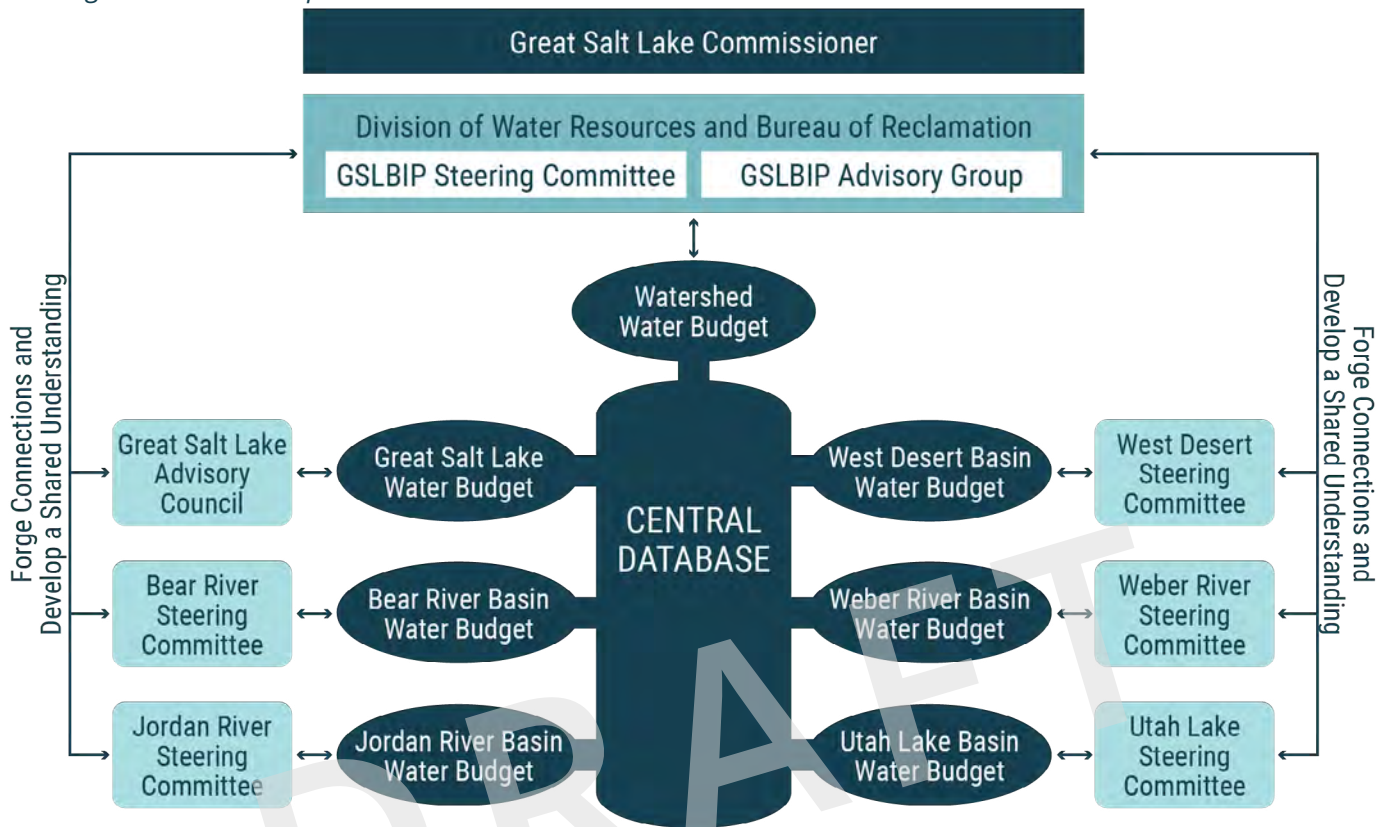 Great Salt Lake Commissioner
Division of Water Resources and Bureau of Reclamation
GSLBIP Steering Committee
GSLBIP Advisory Group
Watershed
Water Budget
Forge Connections and
Develop a Shared Understanding
Great Salt Lake
Advisory
Council
Great Salt Lake
Water Budget
CENTRAL
DATABASE
West Desert Basin
Water Budget
West Desert
Steering
Committee
Forge Connections and
Develop a Shared Understanding
Bear River
Steering
Committee
Bear River Basin
Water Budget
Weber River Basin
Water Budget
Weber River
Steering
Committee
Jordan River
Steering
Committee
Jordan River Basin
Water Budget
Utah Lake Basin
Water Budget
Utah Lake
Steering
Committee
DRAFT